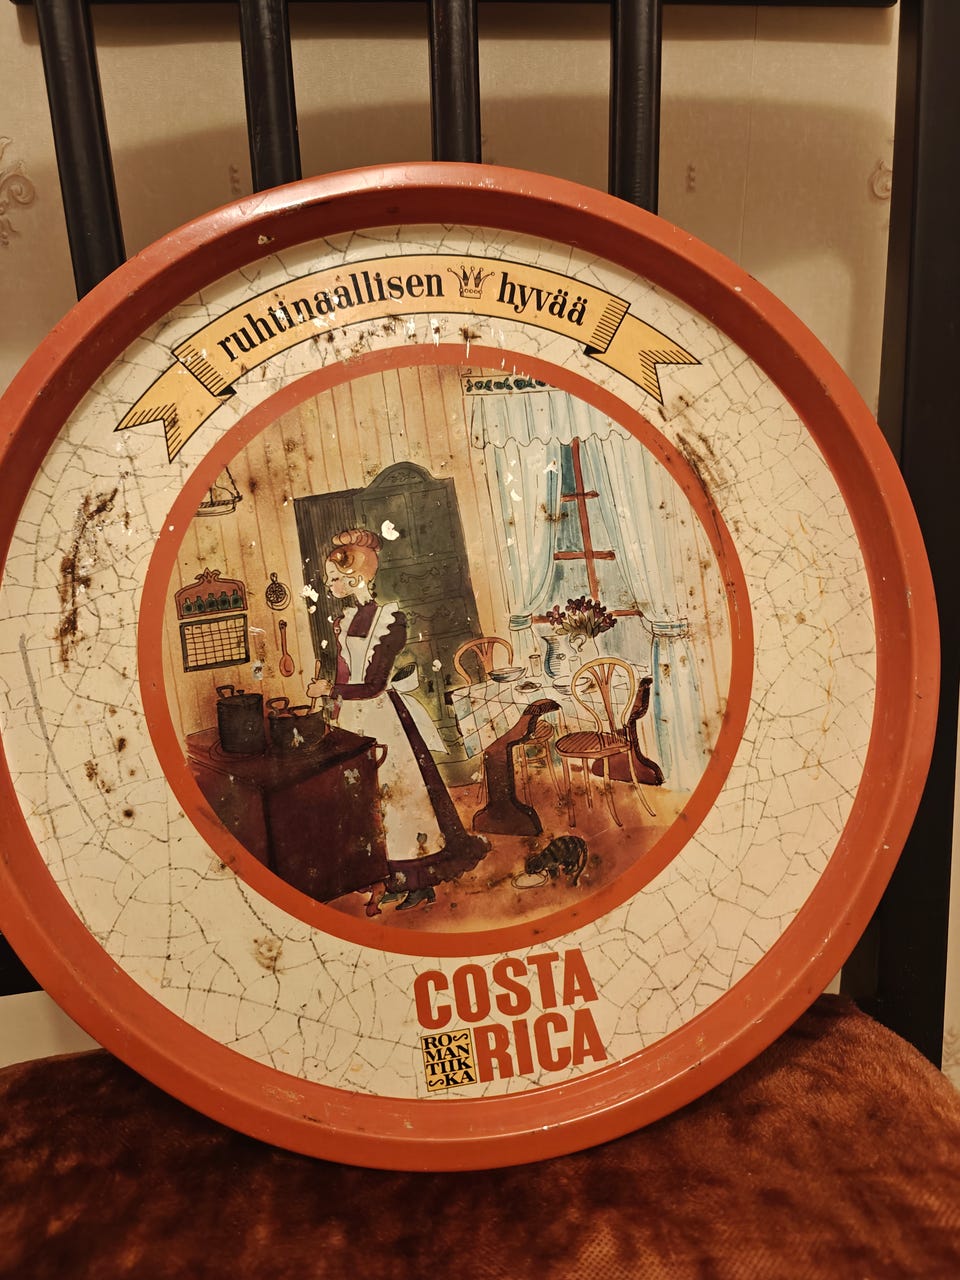 ruhtinaallisen hyvää
COSTA
RICA
RO
MAN
TIIK
KA